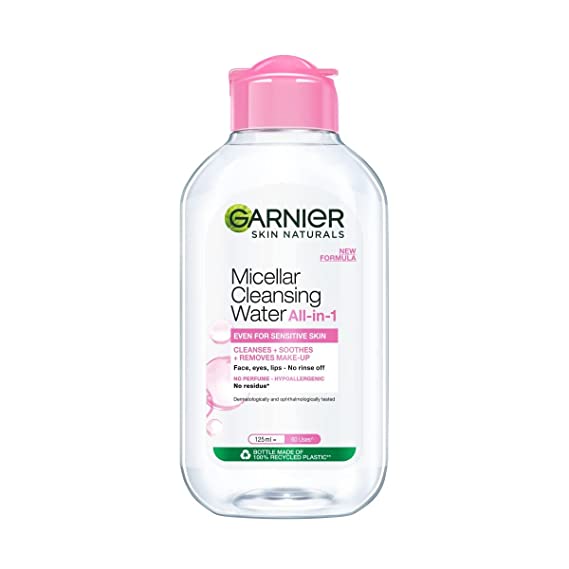 GARNIER
SKIN NATURALS
NEW
FORMULA
Micellar
Cleansing
Water All-in-1
EVEN FOR SENSITIVE SKIN
CLEANSES + SOOTHES
+ REMOVES MAKE-UP
Face, eyes, lips - No rinse off
NO PERFUME - HYPOALLERGENIC
No residue*
Dermatologically and ophthalmologically tested
125ml = 60 Uses^
BOTTLE MADE OF
100% RECYCLED PLASTIC**